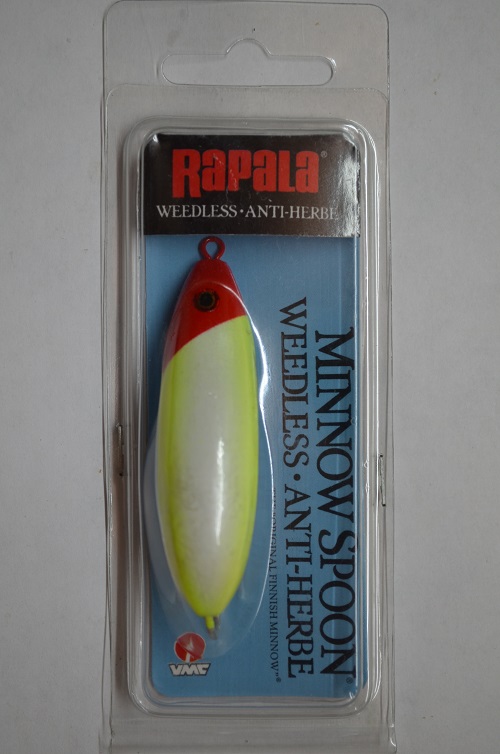 RAPALA®
WEEDLESS • ANTI-HERBE
MINNOW SPOON®
WEEDLESS • ANTI-HERBE
ORIGINAL FINNISH MINNOW"®
VMC